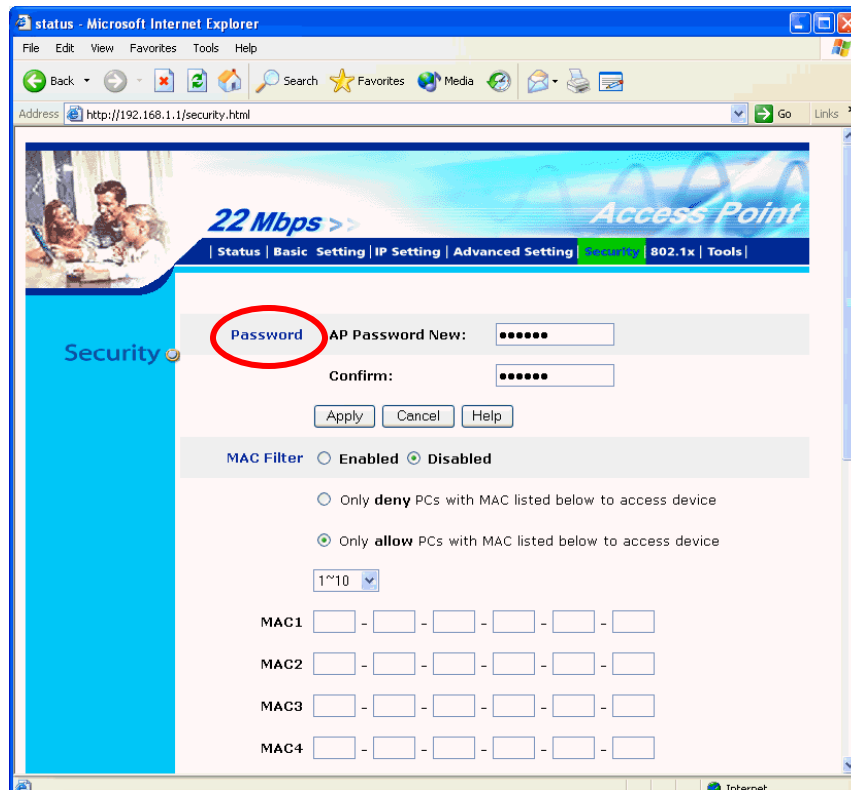 status - Microsoft Internet Explorer
File Edit View Favorites Tools Help
Back Search Favorites Media
Address http://192.168.1.1/security.html Go Links
22 Mbps >>
Access Point
| Status | Basic Setting | IP Setting | Advanced Setting | Security | 802.1x | Tools |
Security
Password AP Password New: ••••••
Confirm: ••••••
Apply Cancel Help
MAC Filter Enabled Disabled
Only deny PCs with MAC listed below to access device
Only allow PCs with MAC listed below to access device
1~10
MAC1 - - - - -
MAC2 - - - - -
MAC3 - - - - -
MAC4 - - - - -
Internet